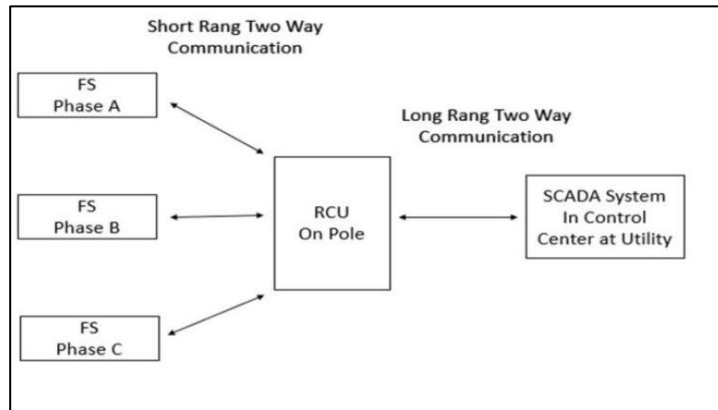 Short Rang Two Way
Communication
FS
Phase A
Long Rang Two Way
Communication
FS
Phase B
RCU
On Pole
SCADA System
In Control
Center at Utility
FS
Phase C